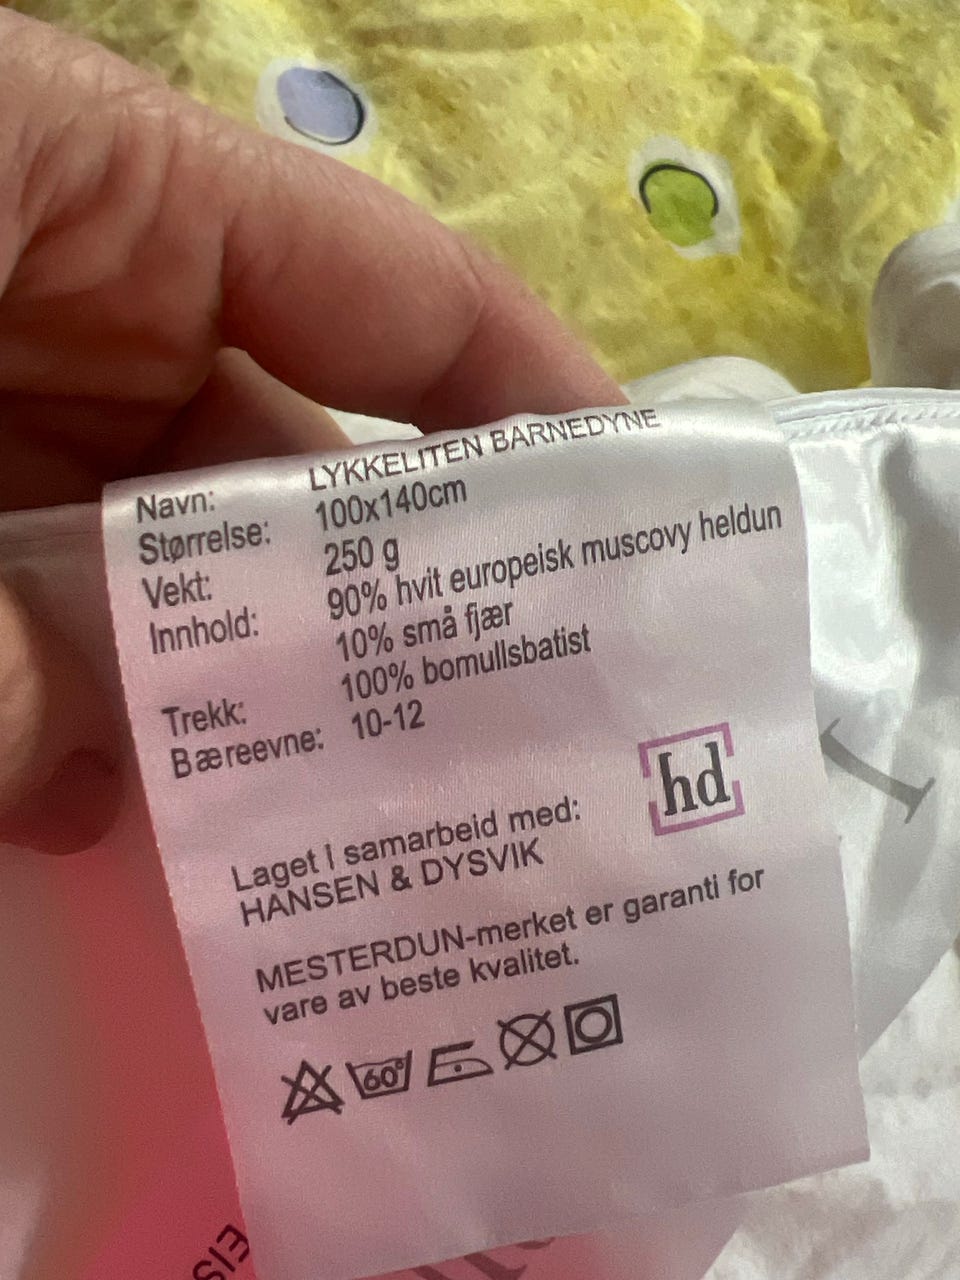 Navn: LYKKELITEN BARNEDYNE
Størrelse: 100x140cm
Vekt: 250 g
Innhold: 90% hvit europeisk muscovy heldun
10% små fjær
Trekk: 100% bomullsbatist
Bæreevne: 10-12
hd
Laget i samarbeid med:
HANSEN & DYSVIK
MESTERDUN-merket er garanti for
vare av beste kvalitet.
60°
EIS